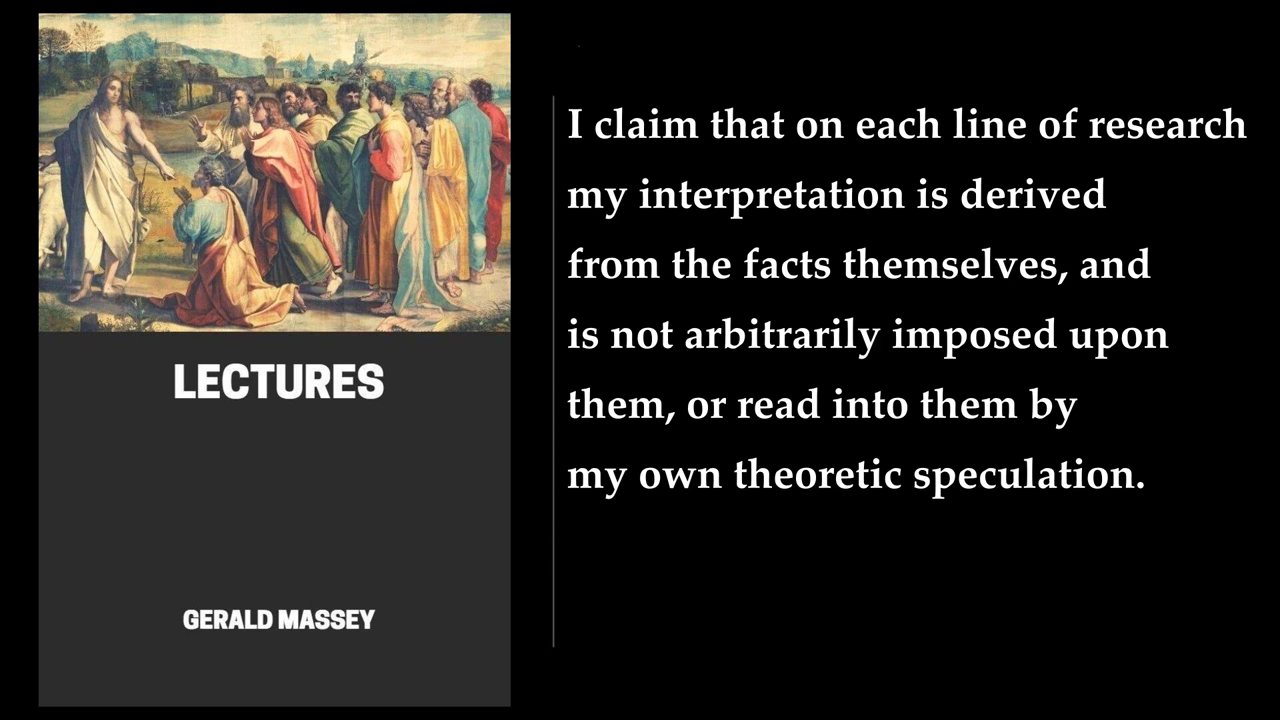 LECTURES
GERALD MASSEY
I claim that on each line of research
my interpretation is derived
from the facts themselves, and
is not arbitrarily imposed upon
them, or read into them by
my own theoretic speculation.